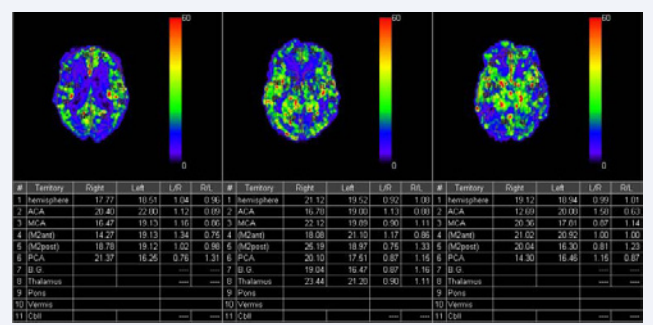 60
0
# Territory Right Left L/R R/L
1 hemisphere 17.77 18.51 1.04 0.96
2 ACA 20.40 22.80 1.12 0.89
3 MCA 16.47 19.13 1.16 0.86
4 (M2ant) 14.27 19.13 1.34 0.75
5 (M2post) 18.78 19.12 1.02 0.98
6 PCA 21.37 16.25 0.76 1.31
7 B.G. ---- ----
8 Thalamus ---- ----
9 Pons
10 Vermis
11 Cbll ---- ----
60
0
# Territory Right Left L/R R/L
1 hemisphere 21.12 19.52 0.92 1.08
2 ACA 16.78 19.00 1.13 0.88
3 MCA 22.12 19.89 0.90 1.11
4 (M2ant) 18.08 21.10 1.17 0.86
5 (M2post) 25.19 18.97 0.75 1.33
6 PCA 20.10 17.51 0.87 1.15
7 B.G. 19.04 16.47 0.87 1.16
8 Thalamus 23.44 21.20 0.90 1.11
9 Pons
10 Vermis
11 Cbll ---- ----
60
0
# Territory Right Left L/R R/L
1 hemisphere 19.12 18.94 0.99 1.01
2 ACA 12.69 20.08 1.58 0.63
3 MCA 20.36 17.81 0.87 1.14
4 (M2ant) 21.02 20.92 1.00 1.00
5 (M2post) 20.04 16.30 0.81 1.23
6 PCA 14.30 16.46 1.15 0.87
7 B.G. ---- ----
8 Thalamus ---- ----
9 Pons
10 Vermis
11 Cbll ---- ----